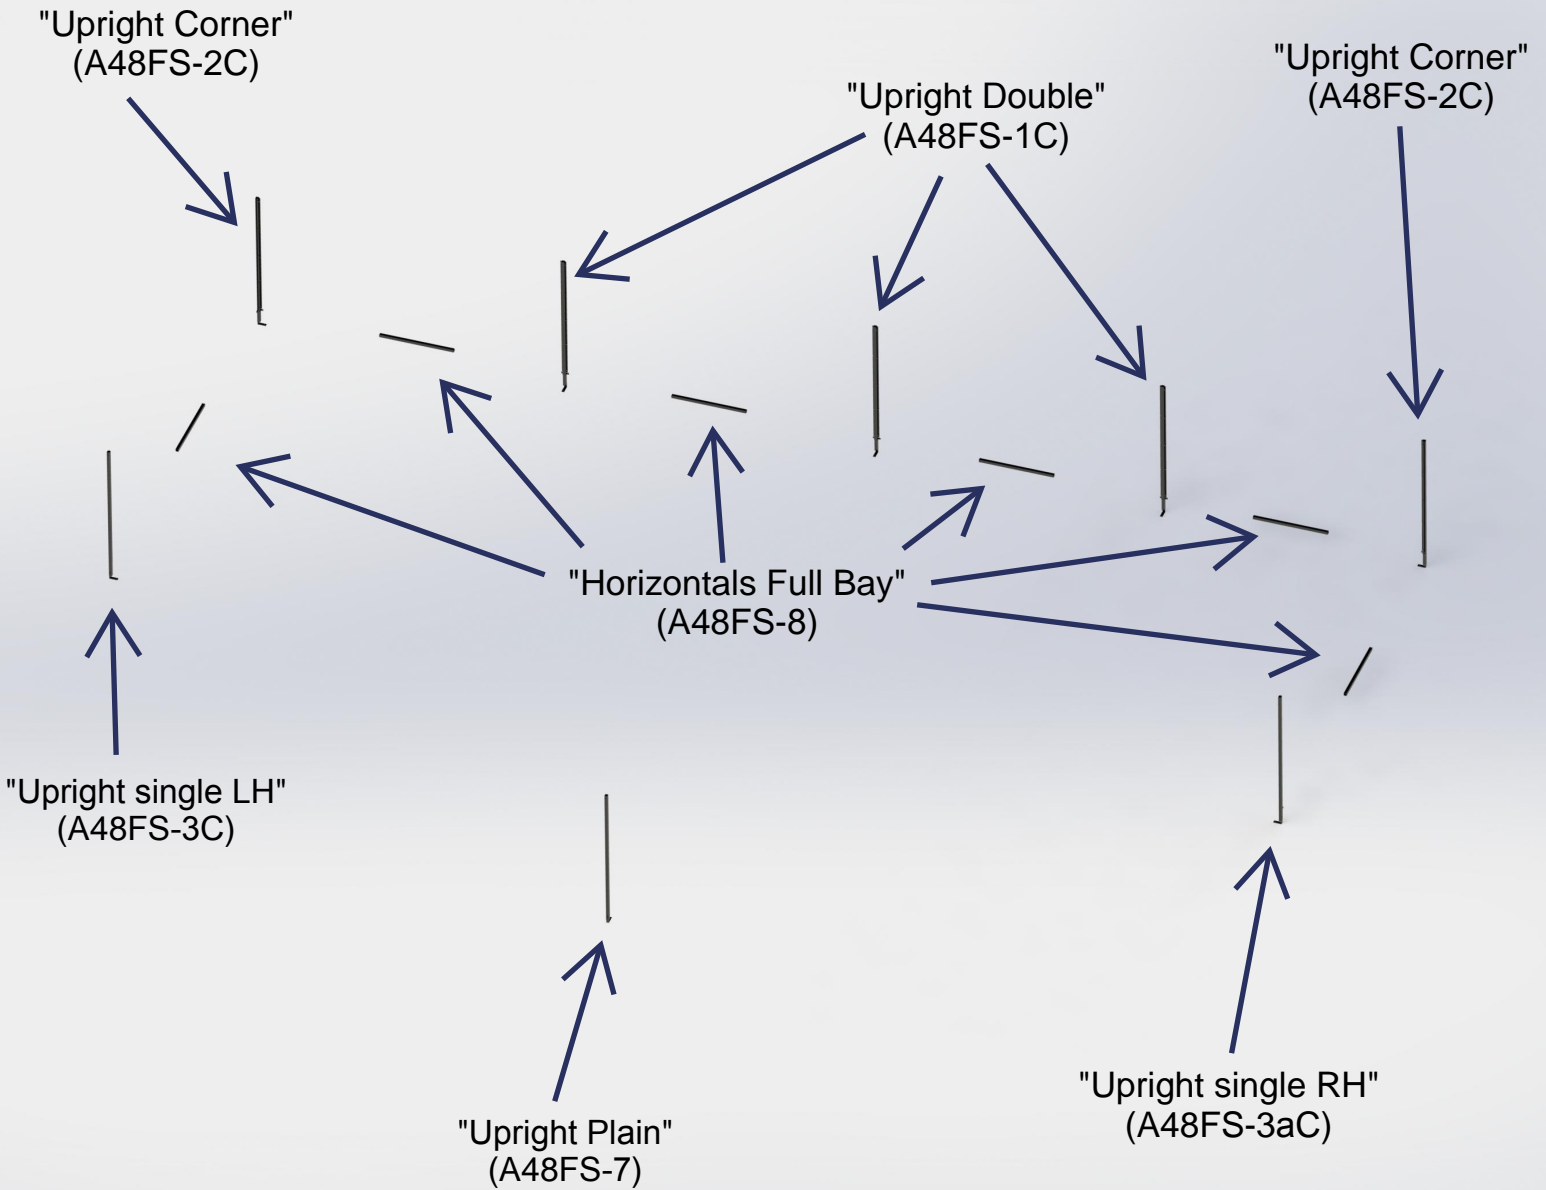 "Upright Corner"
(A48FS-2C)
"Upright Corner"
(A48FS-2C)
"Upright Double"
(A48FS-1C)
"Horizontals Full Bay"
(A48FS-8)
"Upright single LH"
(A48FS-3C)
"Upright single RH"
(A48FS-3aC)
"Upright Plain"
(A48FS-7)